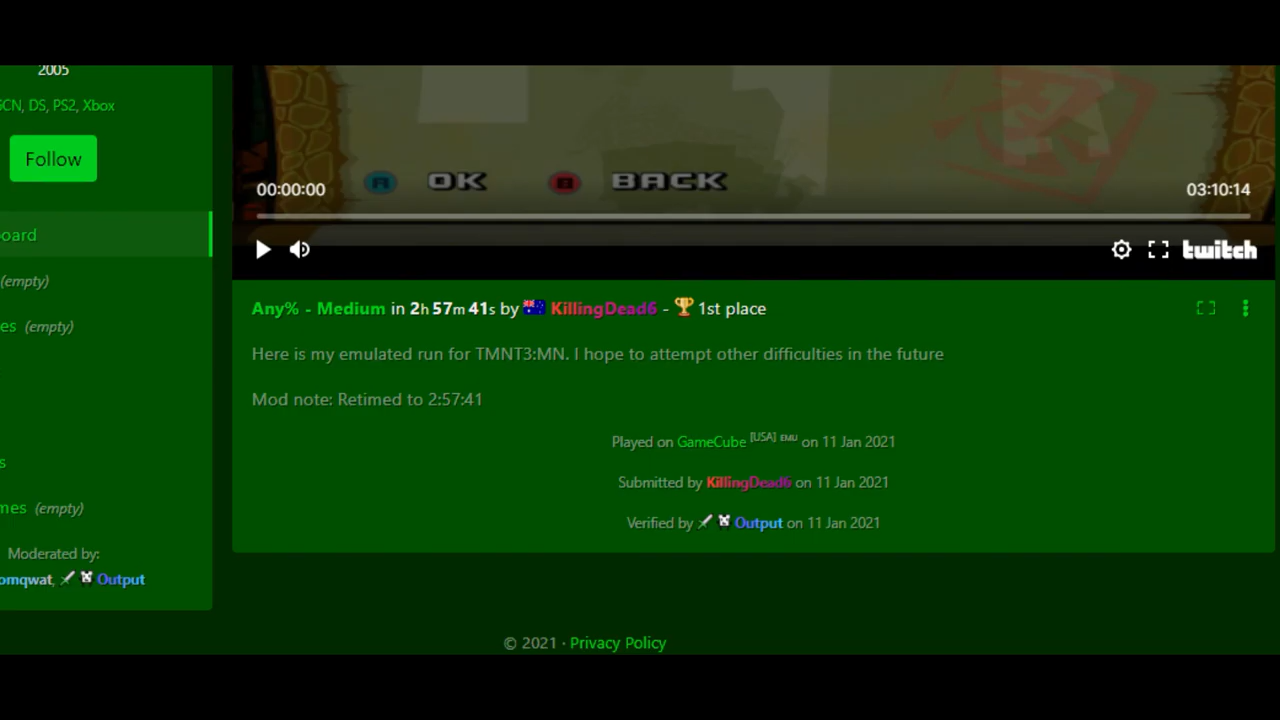 2005
GCN, DS, PS2, Xbox
Follow
oard
(empty)
es (empty)
s
mes (empty)
Moderated by:
omqwat, Output
A OK B BACK
00:00:00 03:10:14
twitch
Any% - Medium in 2h 57m 41s by KillingDead6 - 1st place
Here is my emulated run for TMNT3:MN. I hope to attempt other difficulties in the future
Mod note: Retimed to 2:57:41
Played on GameCube [USA] EMU on 11 Jan 2021
Submitted by KillingDead6 on 11 Jan 2021
Verified by Output on 11 Jan 2021
© 2021 · Privacy Policy